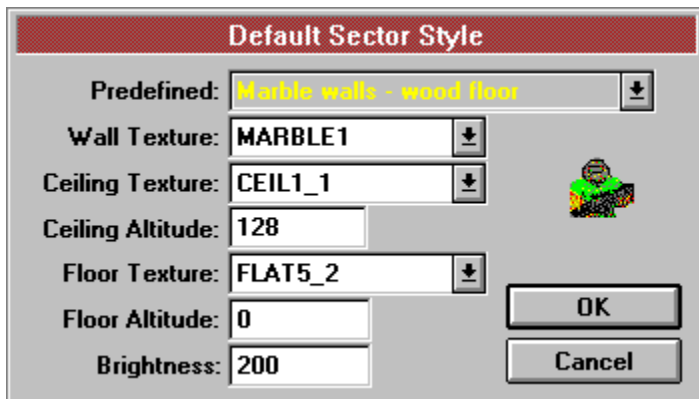 Default Sector Style
Predefined: Marble walls - wood floor
Wall Texture: MARBLE1
Ceiling Texture: CEIL1_1
Ceiling Altitude: 128
Floor Texture: FLAT5_2
Floor Altitude: 0
OK
Brightness: 200
Cancel